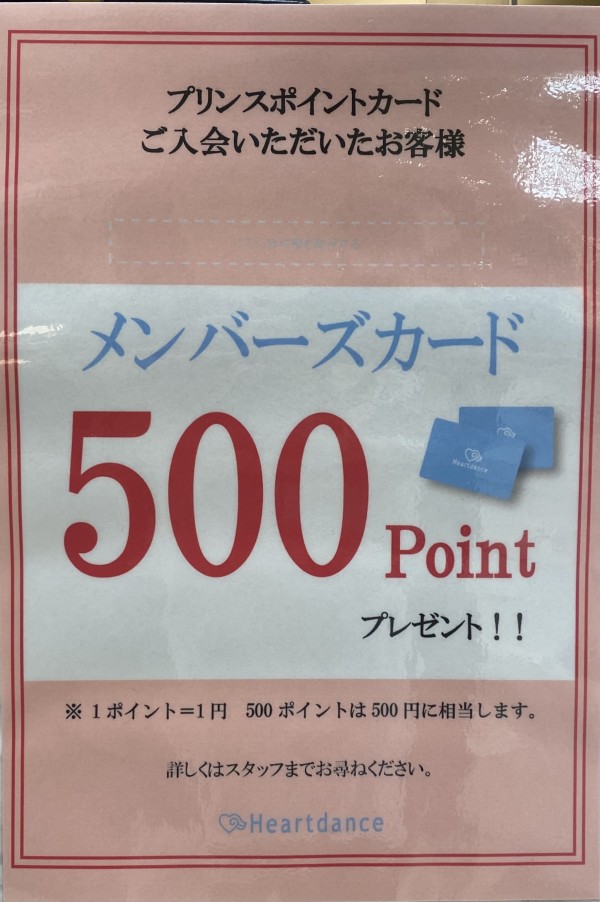 プリンスポイントカード
ご入会いただいたお客様
メンバーズカード
500 Point
Heartdance
プレゼント！！
※ 1ポイント＝1円　500ポイントは500円に相当します。
詳しくはスタッフまでお尋ねください。
Heartdance